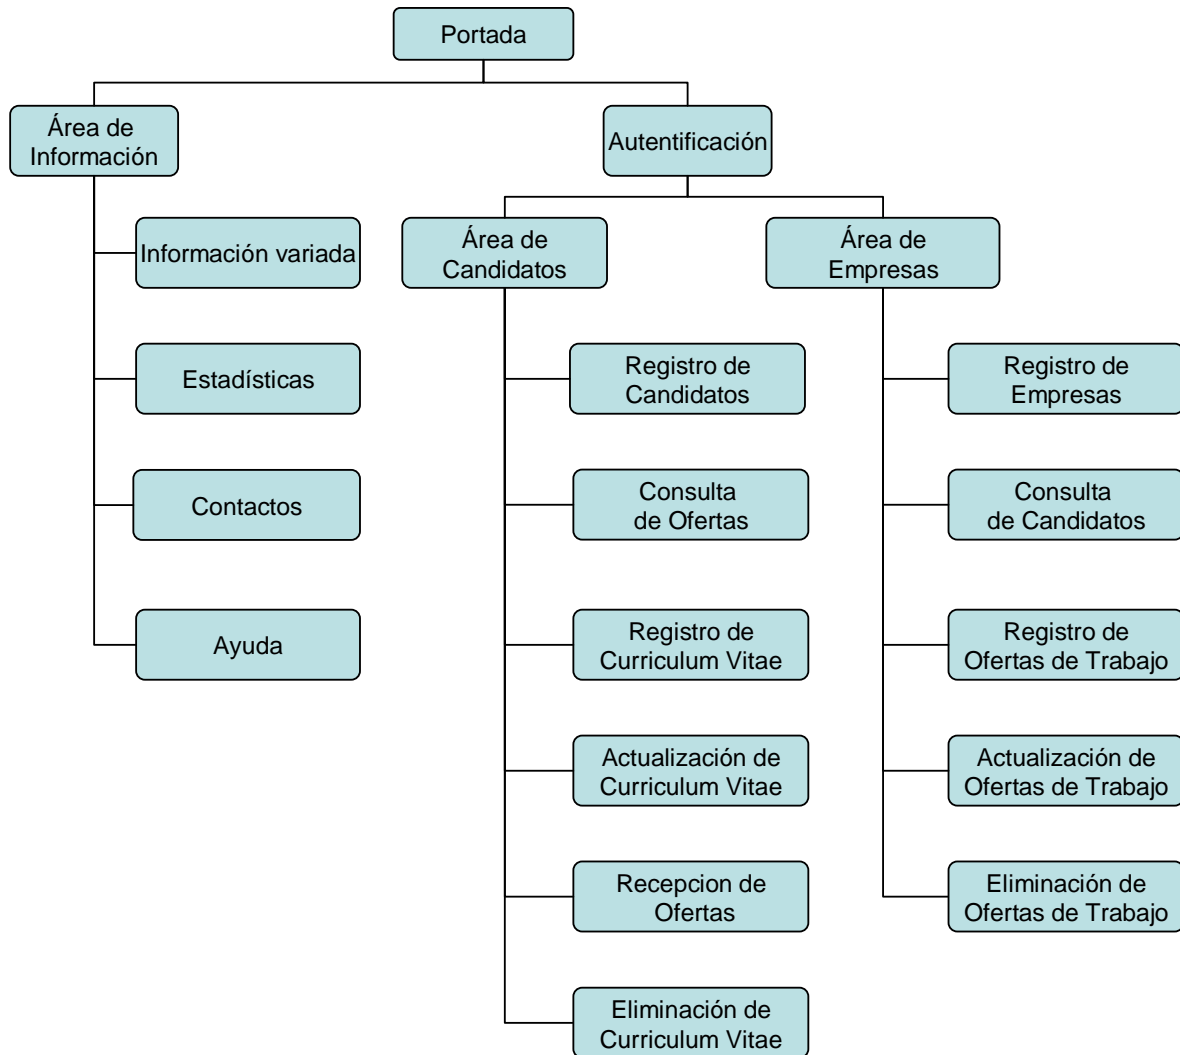 Portada
Área de
Información
Autentificación
Información variada
Área de
Candidatos
Área de
Empresas
Estadísticas
Registro de
Candidatos
Registro de
Empresas
Contactos
Consulta
de Ofertas
Consulta
de Candidatos
Ayuda
Registro de
Curriculum Vitae
Registro de
Ofertas de Trabajo
Actualización de
Curriculum Vitae
Actualización de
Ofertas de Trabajo
Recepcion de
Ofertas
Eliminación de
Ofertas de Trabajo
Eliminación de
Curriculum Vitae